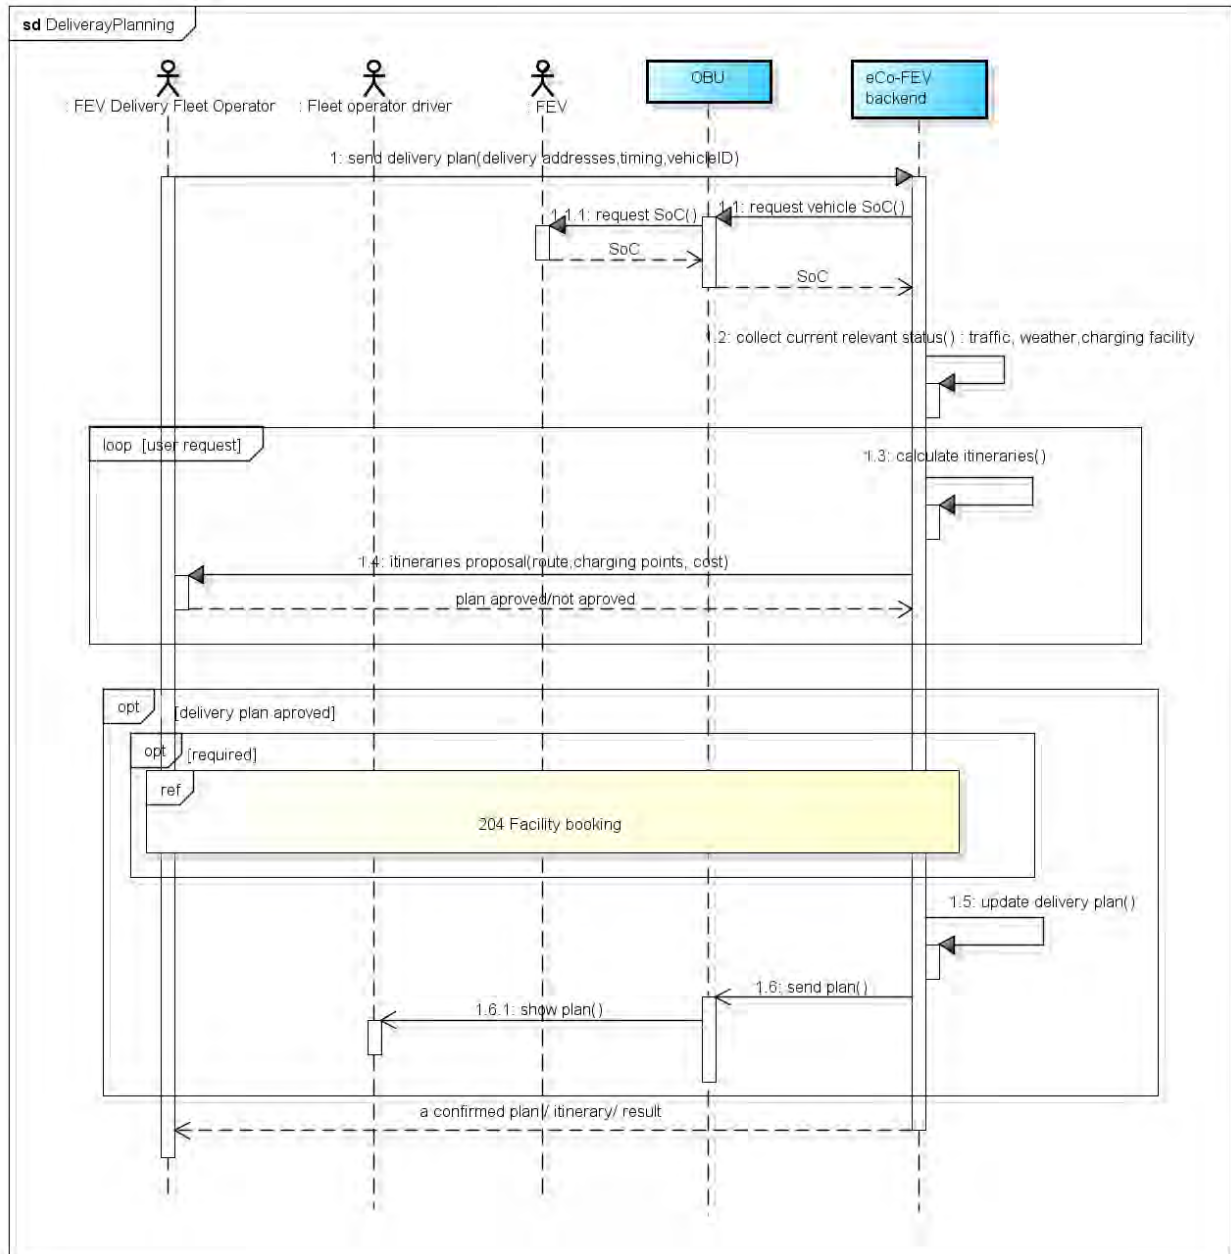 sd DeliverayPlanning
: FEV Delivery Fleet Operator
: Fleet operator driver
: FEV
OBU
eCo-FEV
backend
1: send delivery plan(delivery addresses,timing,vehicleID)
1.1: request vehicle SoC()
1.1.1: request SoC()
SoC
SoC
1.2: collect current relevant status() : traffic, weather,charging facility
loop [user request]
1.3: calculate itineraries()
1.4: itineraries proposal(route,charging points, cost)
plan aproved/not aproved
opt [delivery plan aproved]
opt [required]
ref
204 Facility booking
1.5: update delivery plan()
1.6: send plan()
1.6.1: show plan()
a confirmed plan / itinerary/ result